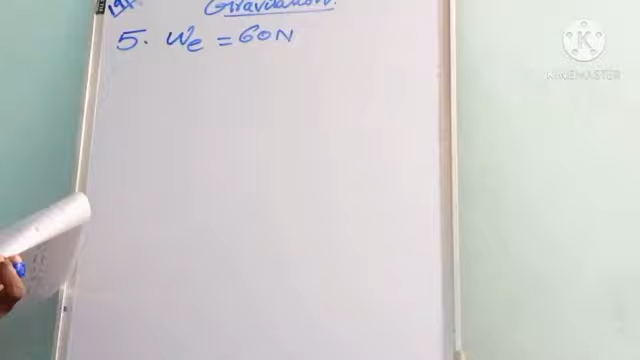 Gravitation.
5. We = 60N
KINEMASTER